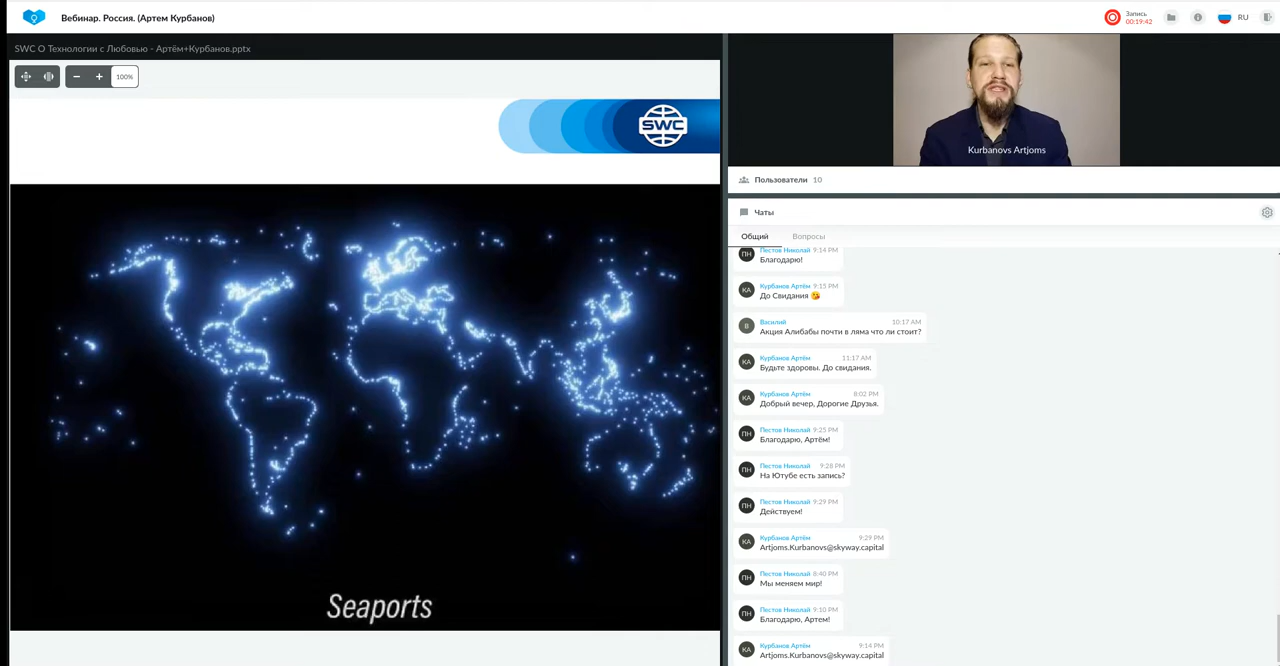 Вебинар. Россия. (Артем Курбанов)
Запись
00:19:42
RU
SWC О Технологии с Любовью - Артём+Курбанов.pptx
100%
SWC
Seaports
Kurbanovs Artjoms
Пользователи 10
Чаты
Общий Вопросы
ПН Пестов Николай 9:14 PM
Благодарю!
КА Курбанов Артём 9:15 PM
До Свидания 😘
В Василий 10:17 AM
Акция Алибабы почти в ляма что ли стоит?
КА Курбанов Артём 11:17 AM
Будьте здоровы. До свидания.
КА Курбанов Артём 8:02 PM
Добрый вечер, Дорогие Друзья.
ПН Пестов Николай 9:25 PM
Благодарю, Артём!
ПН Пестов Николай 9:28 PM
На Ютубе есть запись?
ПН Пестов Николай 9:29 PM
Действуем!
КА Курбанов Артём 9:29 PM
Artjoms.Kurbanovs@skyway.capital
ПН Пестов Николай 8:40 PM
Мы меняем мир!
ПН Пестов Николай 9:10 PM
Благодарю, Артем!
КА Курбанов Артём 9:14 PM
Artjoms.Kurbanovs@skyway.capital